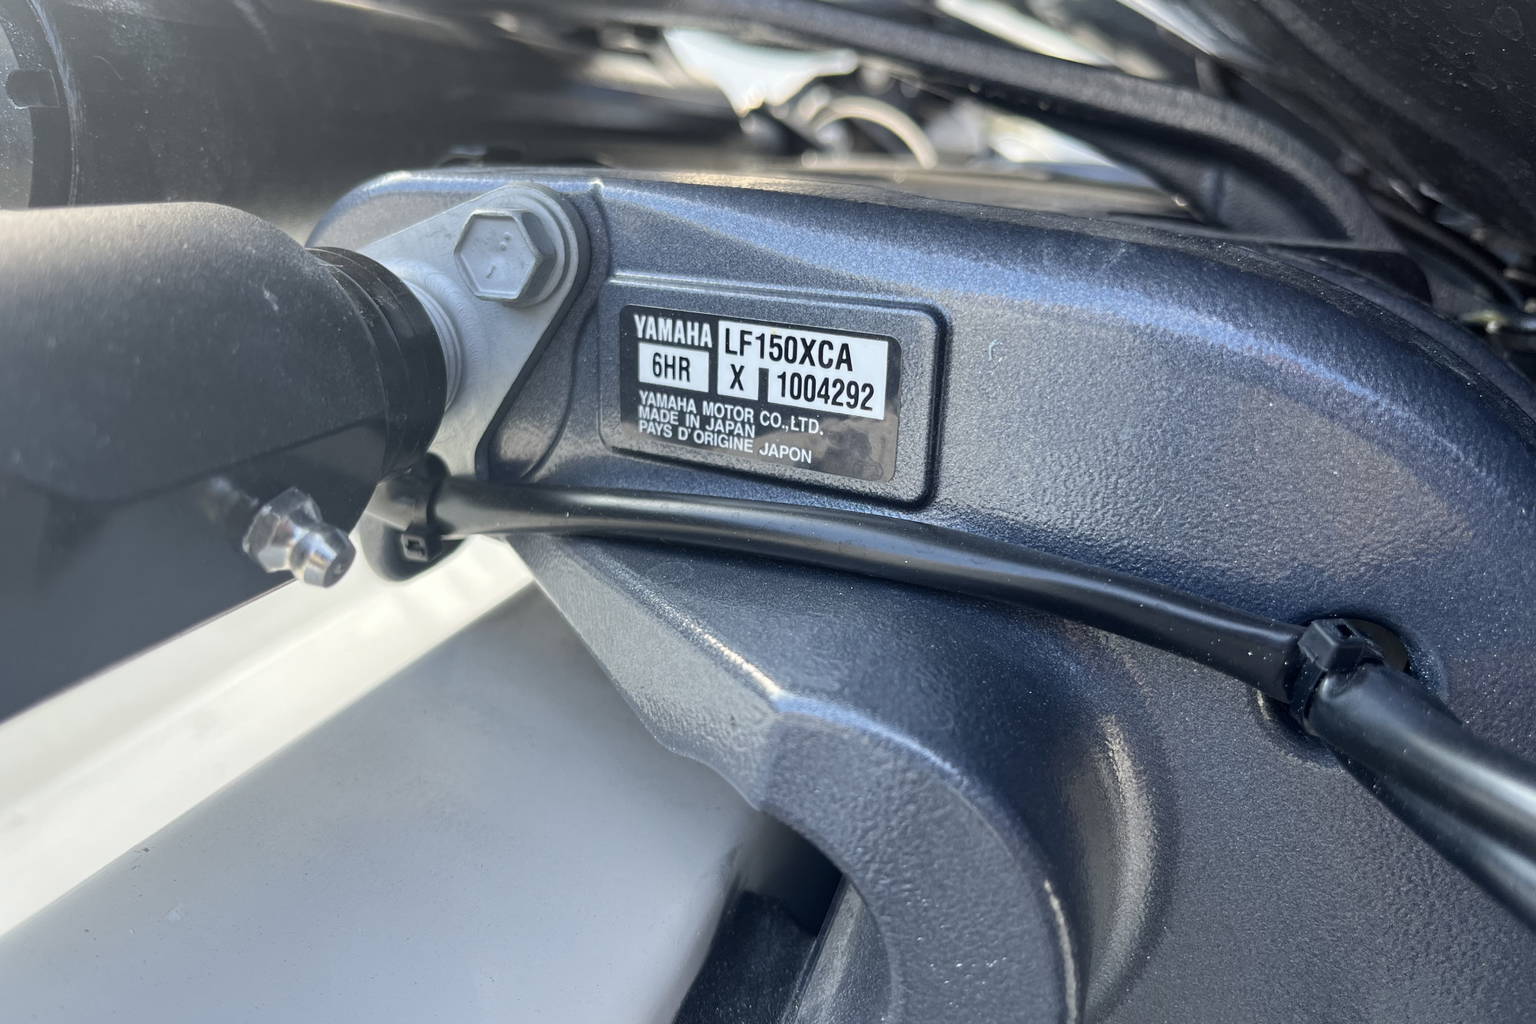 YAMAHA LF150XCA
6HR X 1004292
YAMAHA MOTOR CO.,LTD.
MADE IN JAPAN
PAYS D'ORIGINE JAPON